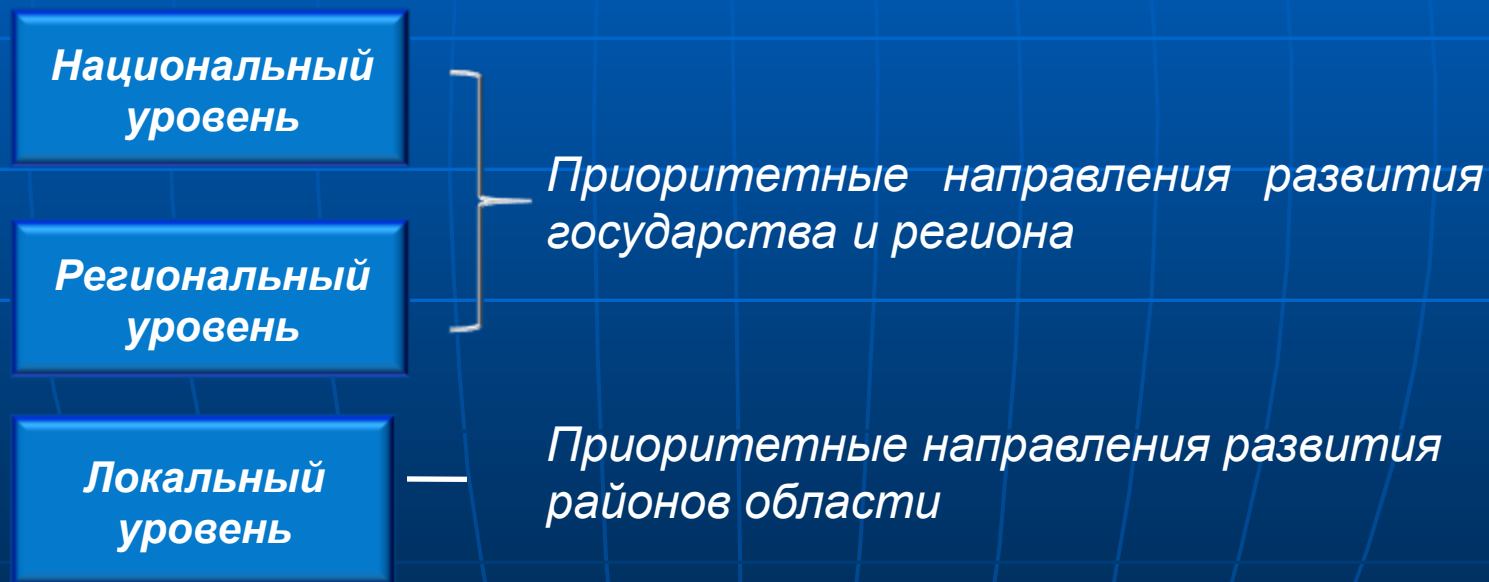 Национальный
уровень
Приоритетные направления развития
государства и региона
Региональный
уровень
Локальный
уровень
Приоритетные направления развития
районов области